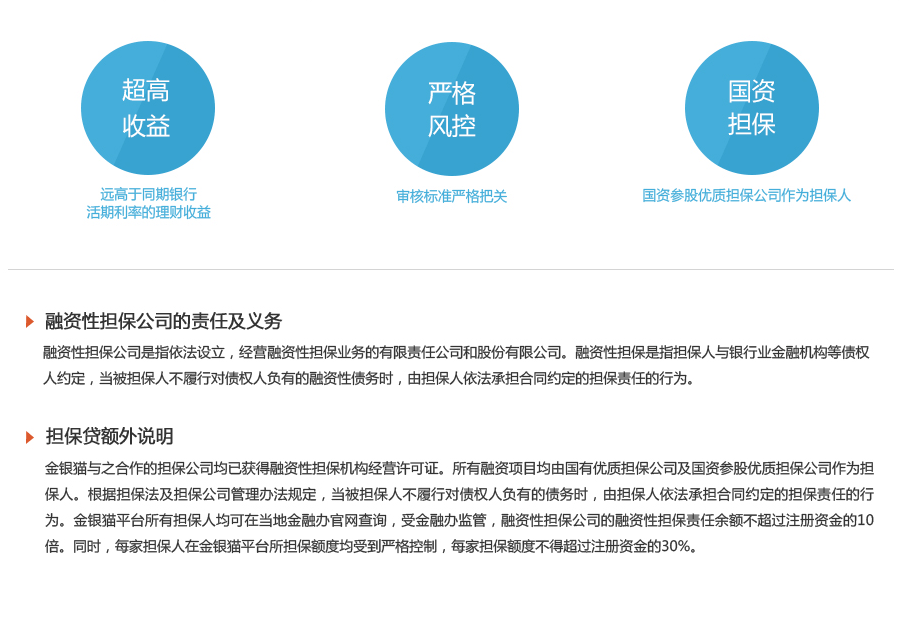 超高
收益
严格
风控
国资
担保
远高于同期银行
活期利率的理财收益
审核标准严格把关
国资参股优质担保公司作为担保人
融资性担保公司的责任及义务
融资性担保公司是指依法设立，经营融资性担保业务的有限责任公司和股份有限公司。融资性担保是指担保人与银行业金融机构等债权
人约定，当被担保人不履行对债权人负有的融资性债务时，由担保人依法承担合同约定的担保责任的行为。
担保贷额外说明
金银猫与之合作的担保公司均已获得融资性担保机构经营许可证。所有融资项目均由国有优质担保公司及国资参股优质担保公司作为担
保人。根据担保法及担保公司管理办法规定，当被担保人不履行对债权人负有的债务时，由担保人依法承担合同约定的担保责任的行
为。金银猫平台所有担保人均可在当地金融办官网查询，受金融办监管，融资性担保公司的融资性担保责任余额不超过注册资金的10
倍。同时，每家担保人在金银猫平台所担保额度均受到严格控制，每家担保额度不得超过注册资金的30%。